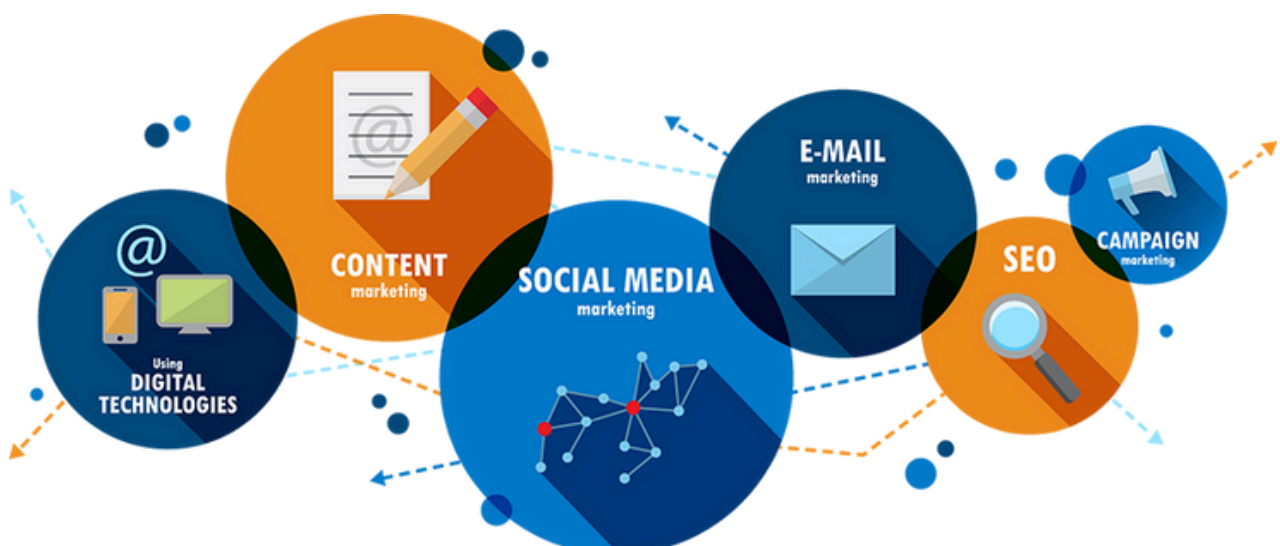 @
Using
DIGITAL
TECHNOLOGIES
@
CONTENT
marketing
SOCIAL MEDIA
marketing
E-MAIL
marketing
SEO
CAMPAIGN
marketing